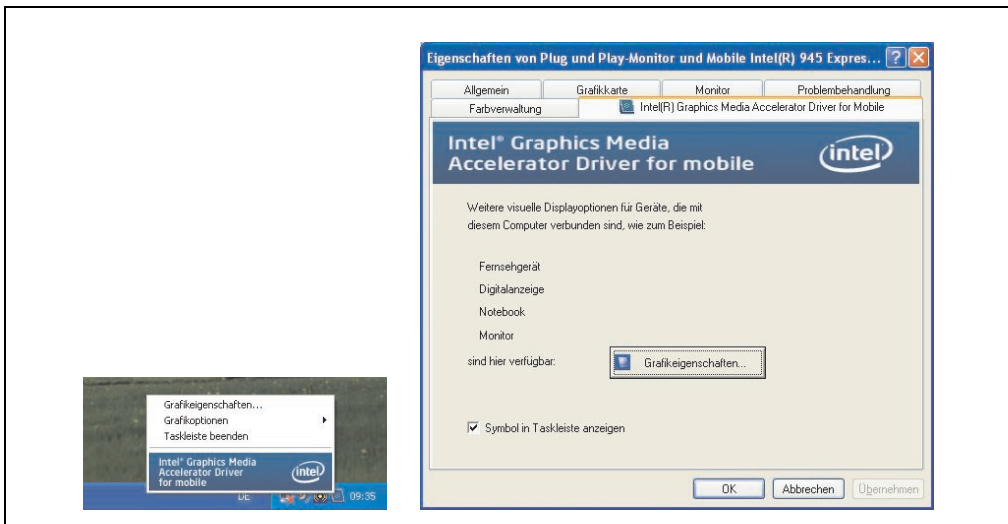 Eigenschaften von Plug und Play-Monitor und Mobile Intel(R) 945 Expres...
Allgemein Grafikkarte Monitor Problembehandlung
Farbverwaltung Intel(R) Graphics Media Accelerator Driver for Mobile
Intel® Graphics Media
Accelerator Driver for mobile
intel
Weitere visuelle Displayoptionen für Geräte, die mit
diesem Computer verbunden sind, wie zum Beispiel:
Fernsehgerät
Digitalanzeige
Notebook
Monitor
sind hier verfügbar: Grafikeigenschaften...
Symbol in Taskleiste anzeigen
OK Abbrechen Übernehmen
Grafikeigenschaften...
Grafikoptionen
Taskleiste beenden
Intel® Graphics Media
Accelerator Driver
for mobile
intel
DE 09:35